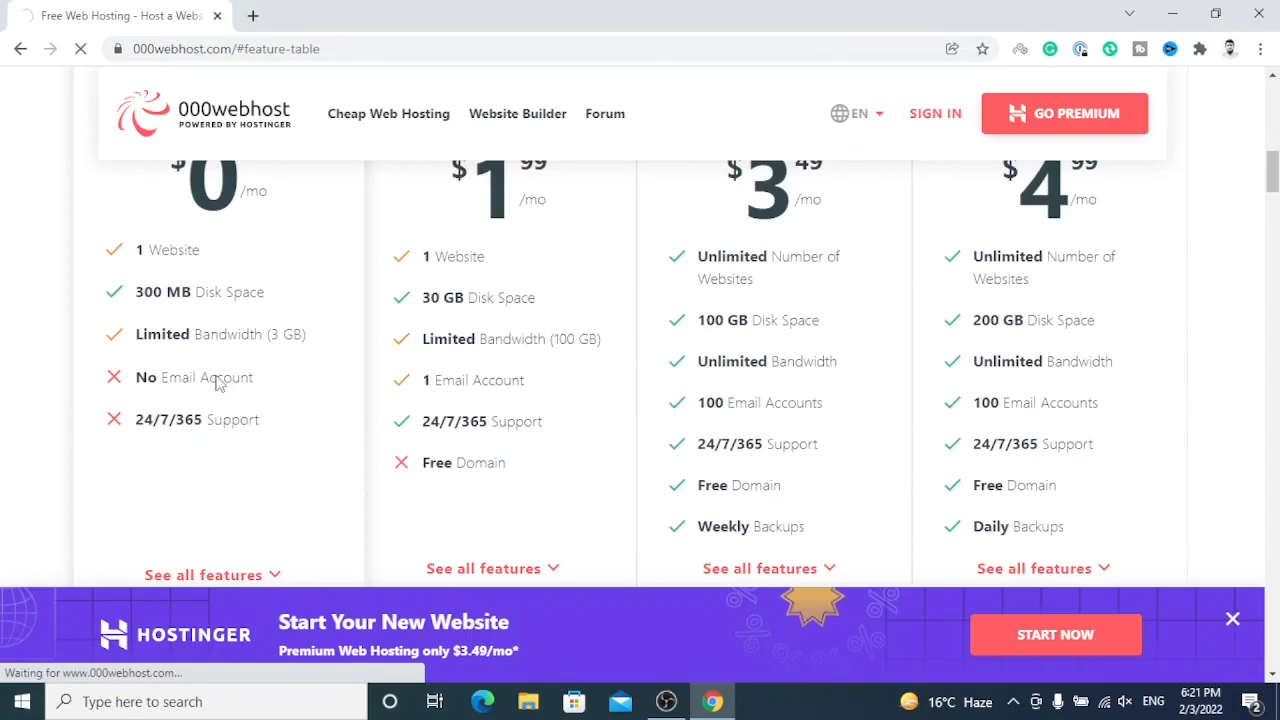 Free Web Hosting - Host a Webs
000webhost.com/#feature-table
000webhost
POWERED BY HOSTINGER
Cheap Web Hosting
Website Builder
Forum
EN
SIGN IN
GO PREMIUM
$0/mo
1 Website
300 MB Disk Space
Limited Bandwidth (3 GB)
No Email Account
24/7/365 Support
See all features
$1 99 /mo
1 Website
30 GB Disk Space
Limited Bandwidth (100 GB)
1 Email Account
24/7/365 Support
Free Domain
See all features
$3 49 /mo
Unlimited Number of
Websites
100 GB Disk Space
Unlimited Bandwidth
100 Email Accounts
24/7/365 Support
Free Domain
Weekly Backups
See all features
$4 99 /mo
Unlimited Number of
Websites
200 GB Disk Space
Unlimited Bandwidth
100 Email Accounts
24/7/365 Support
Free Domain
Daily Backups
See all features
HOSTINGER
Start Your New Website
Premium Web Hosting only $3.49/mo*
START NOW
Waiting for www.000webhost.com...
Type here to search
16°C Haze
ENG
6:21 PM
2/3/2022
2